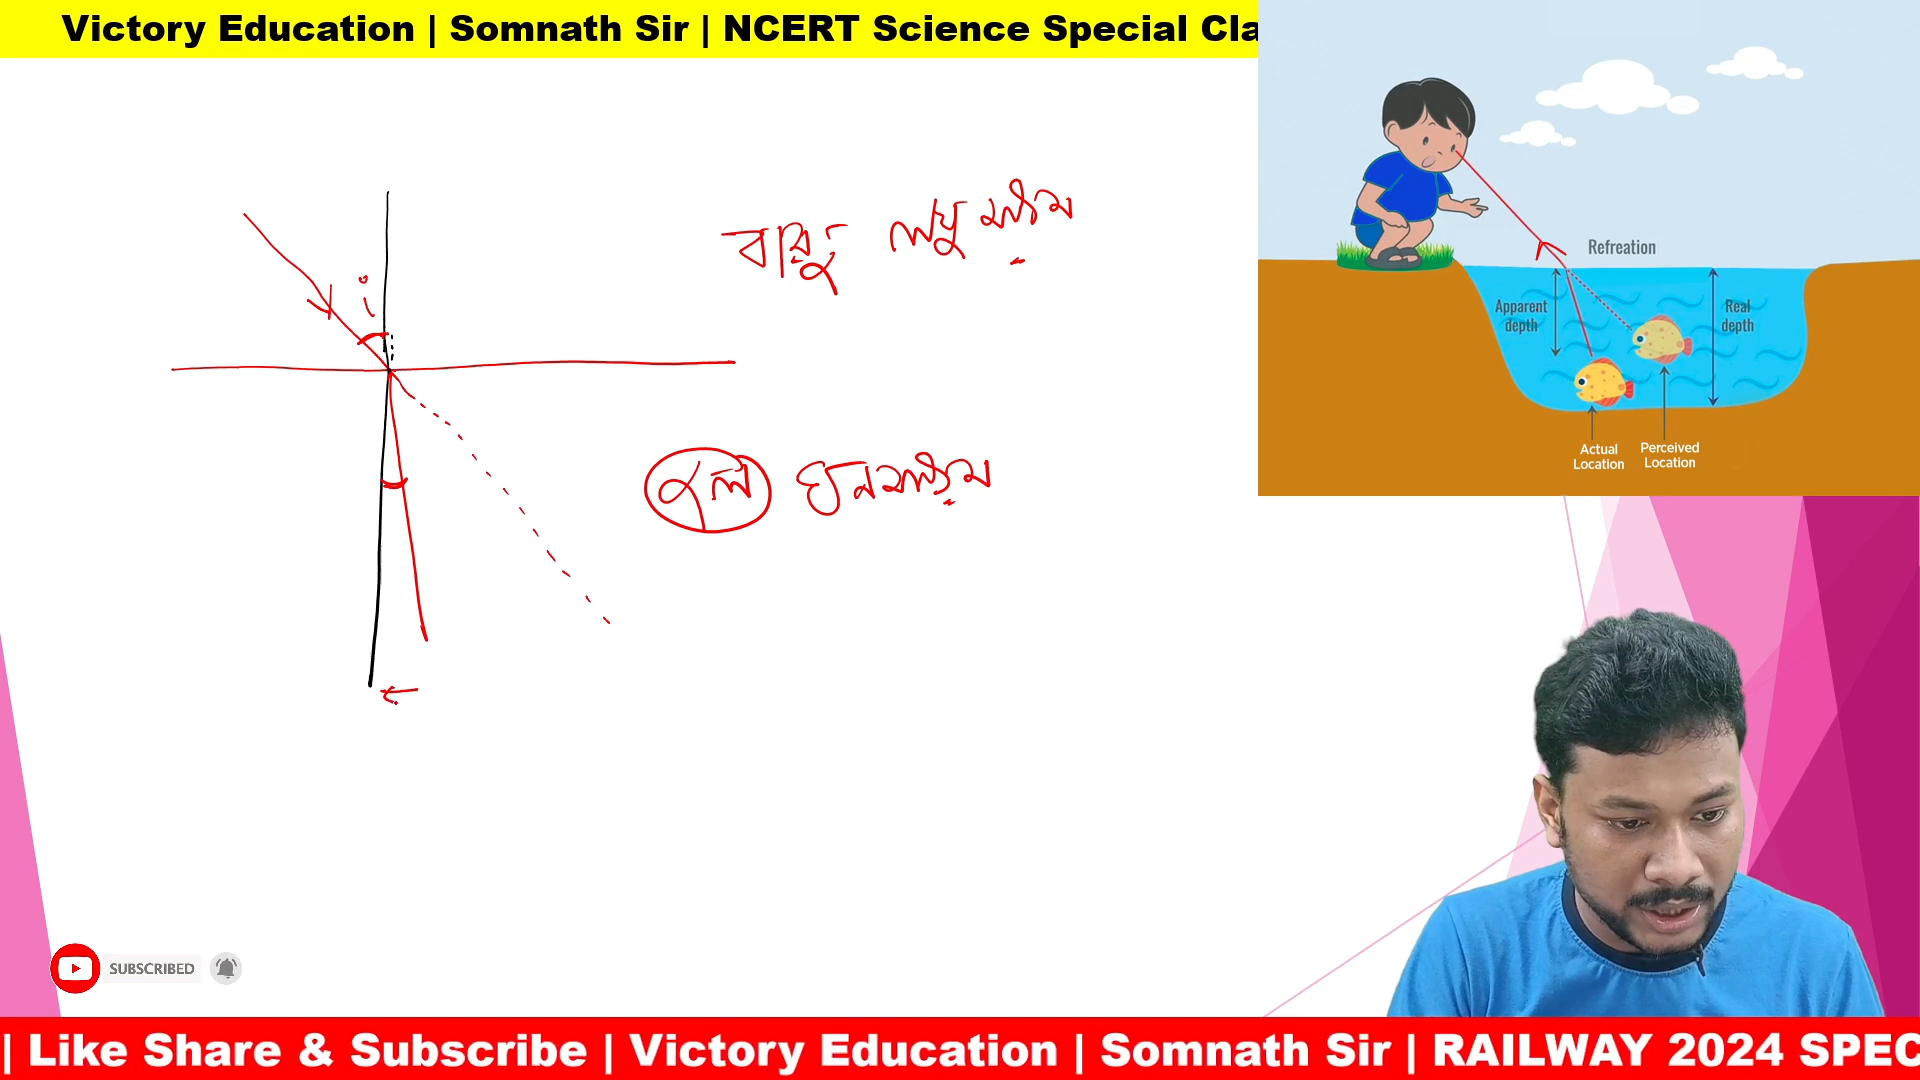 Victory Education | Somnath Sir | NCERT Science Special Cla
i
বায়ু লঘু মাধ্যম
জল ঘনমাধ্যম
Refreation
Apparent depth
Real depth
Actual Location
Perceived Location
SUBSCRIBED
| Like Share & Subscribe | Victory Education | Somnath Sir | RAILWAY 2024 SPEC